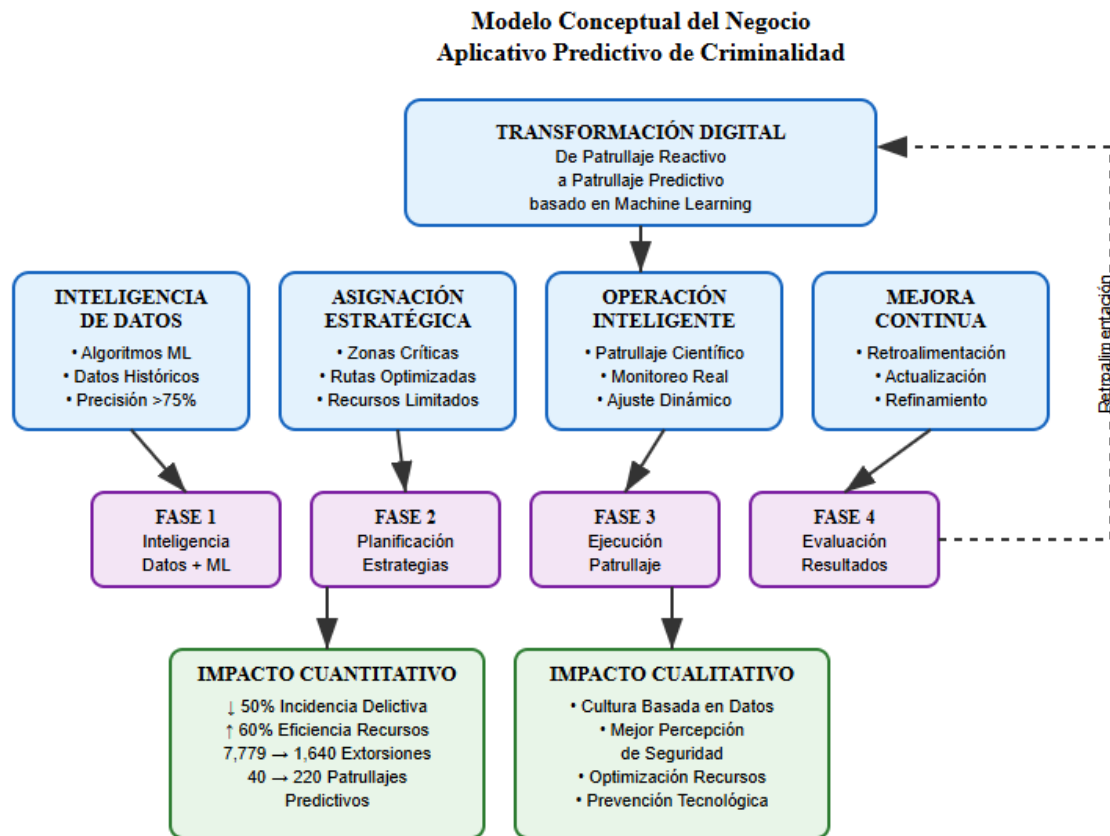 Modelo Conceptual del Negocio
Aplicativo Predictivo de Criminalidad
TRANSFORMACIÓN DIGITAL
De Patrullaje Reactivo
a Patrullaje Predictivo
basado en Machine Learning
INTELIGENCIA
DE DATOS
• Algoritmos ML
• Datos Históricos
• Precisión >75%
ASIGNACIÓN
ESTRATÉGICA
• Zonas Críticas
• Rutas Optimizadas
• Recursos Limitados
OPERACIÓN
INTELIGENTE
• Patrullaje Científico
• Monitoreo Real
• Ajuste Dinámico
MEJORA
CONTINUA
• Retroalimentación
• Actualización
• Refinamiento
Retroalimentación
FASE 1
Inteligencia
Datos + ML
FASE 2
Planificación
Estrategias
FASE 3
Ejecución
Patrullaje
FASE 4
Evaluación
Resultados
IMPACTO CUANTITATIVO
↓ 50% Incidencia Delictiva
↑ 60% Eficiencia Recursos
7,779 → 1,640 Extorsiones
40 → 220 Patrullajes
Predictivos
IMPACTO CUALITATIVO
• Cultura Basada en Datos
• Mejor Percepción
de Seguridad
• Optimización Recursos
• Prevención Tecnológica